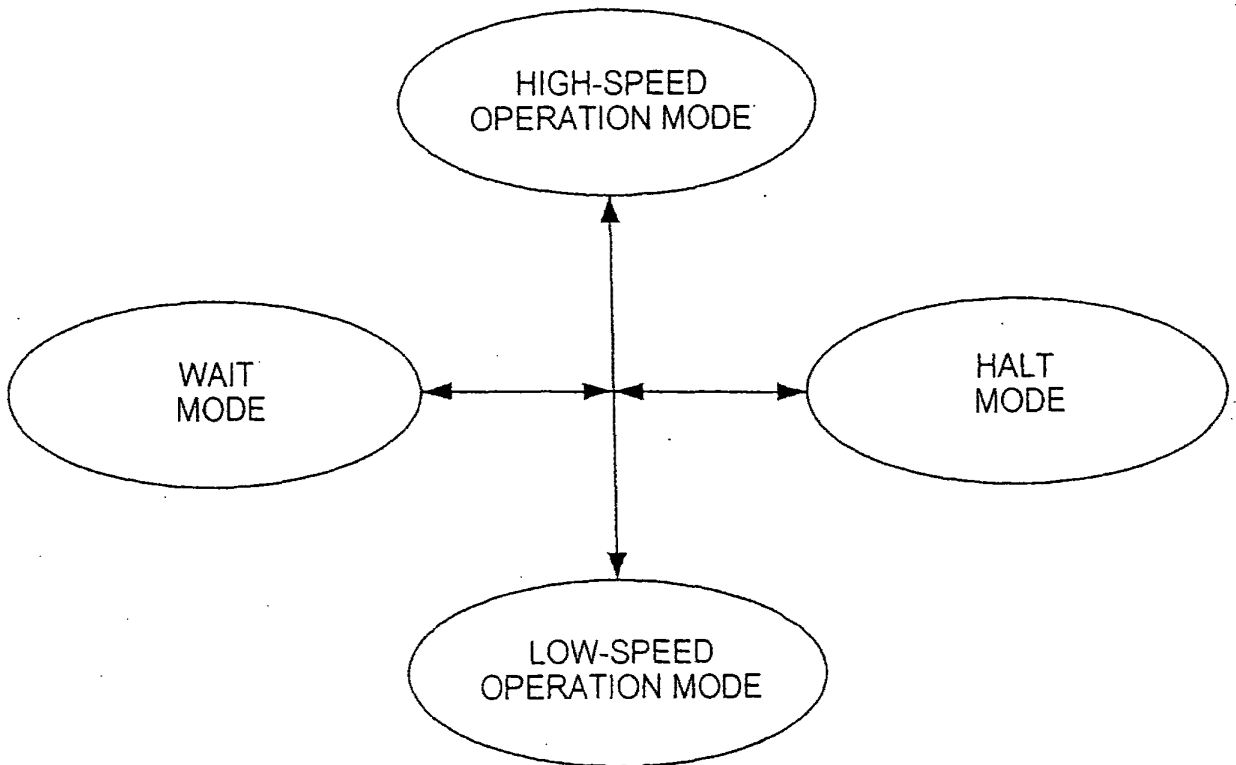 HIGH-SPEED
OPERATION MODE
WAIT
MODE
HALT
MODE
LOW-SPEED
OPERATION MODE